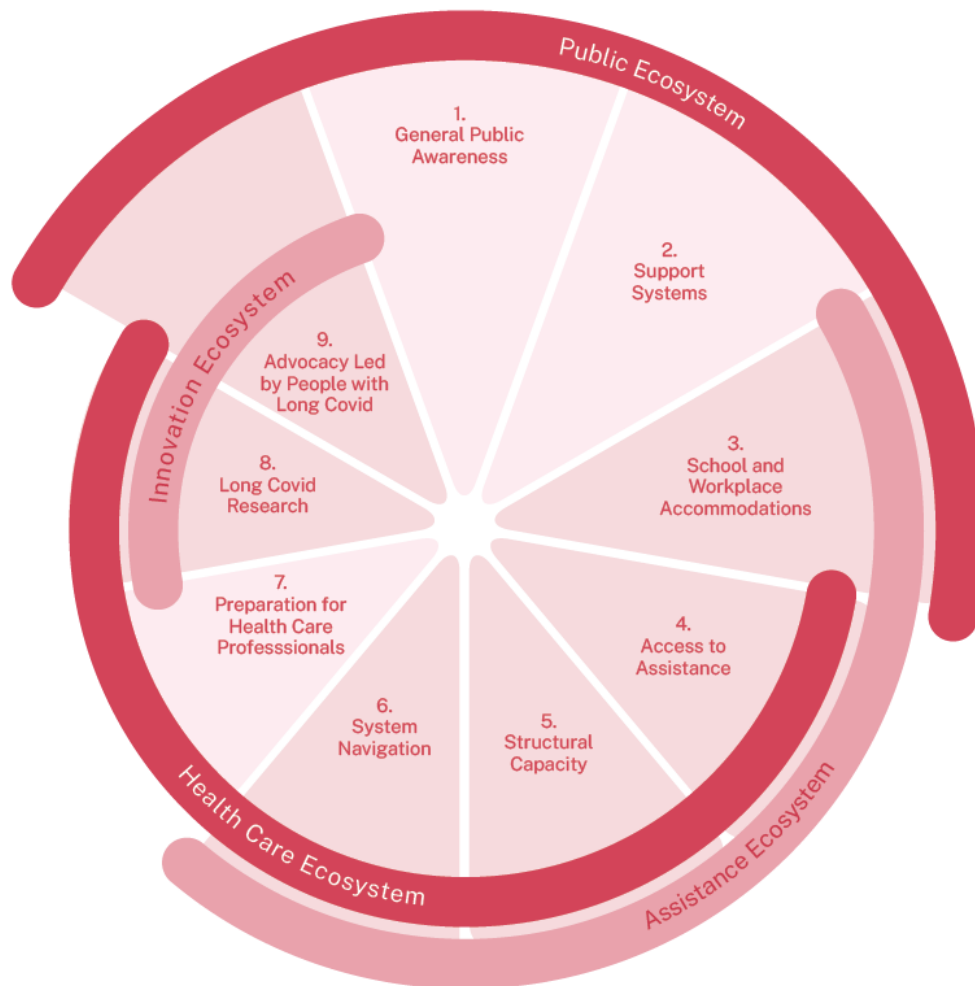 Public Ecosystem
1.
General Public
Awareness
2.
Support
Systems
3.
School and
Workplace
Accommodations
4.
Access to
Assistance
5.
Structural
Capacity
6.
System
Navigation
7.
Preparation for
Health Care
Professsionals
8.
Long Covid
Research
9.
Advocacy Led
by People with
Long Covid
Innovation Ecosystem
Health Care Ecosystem
Assistance Ecosystem